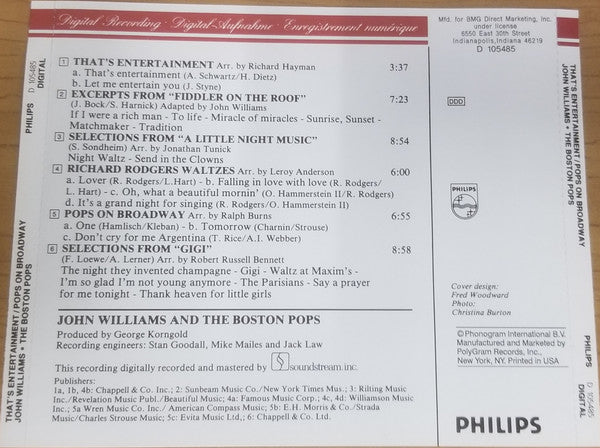 Digital Recording · Digital-Aufnahme · Enregistrement numérique
1 THAT'S ENTERTAINMENT Arr. by Richard Hayman 3:37
a. That's entertainment (A. Schwartz/H. Dietz)
b. Let me entertain you (J. Styne)
2 EXCERPTS FROM "FIDDLER ON THE ROOF" 7:23
(J. Bock/S. Harnick) Adapted by John Williams
If I were a rich man - To life - Miracle of miracles - Sunrise, Sunset -
Matchmaker - Tradition
3 SELECTIONS FROM "A LITTLE NIGHT MUSIC" 8:54
(S. Sondheim) Arr. by Jonathan Tunick
Night Waltz - Send in the Clowns
4 RICHARD RODGERS WALTZES Arr. by Leroy Anderson 6:00
a. Lover (R. Rodgers/L.Hart) - b. Falling in love with love (R. Rodgers/
L. Hart) - c. Oh, what a beautiful mornin' (O. Hammerstein II/R. Rodgers)
d. It's a grand night for singing (R. Rodgers/O. Hammerstein II)
5 POPS ON BROADWAY Arr. by Ralph Burns 6:55
a. One (Hamlisch/Kleban) - b. Tomorrow (Charnin/Strouse)
c. Don't cry for me Argentina (T. Rice/A.I. Webber)
6 SELECTIONS FROM "GIGI" 8:58
(F. Loewe/A. Lerner) Arr. by Robert Russell Bennett
The night they invented champagne - Gigi - Waltz at Maxim's -
I'm so glad I'm not young anymore - The Parisians - Say a prayer
for me tonight - Thank heaven for little girls
JOHN WILLIAMS AND THE BOSTON POPS
Produced by George Korngold
Recording engineers: Stan Goodall, Mike Mailes and Jack Law
This recording digitally recorded and mastered by soundstream, inc.
Publishers:
1a, 1b, 4b: Chappell & Co. Inc.; 2: Sunbeam Music Co./New York Times Mus.; 3: Rilting Music
Inc./Revelation Music Publ./Beautiful Music; 4a: Famous Music Corp.; 4c, 4d: Williamson Music
Inc.; 5a Wren Music Co. Inc./ American Compass Music; 5b: E.H. Morris & Co./Strada
Music/Charles Strouse Music; 5c: Evita Music Ltd,; 6: Chappell & Co. Ltd.
Mfd. for BMG Direct Marketing, Inc.
under license
6550 East 30th Street
Indianapolis,Indiana 46219
D 105485
DDD
PHILIPS
Cover design:
Fred Woodward
Photo:
Christina Burton
©Phonogram International B.V.
Manufactured and Marketed by
PolyGram Records, Inc.,
New York, NY. Printed in USA
PHILIPS
THAT'S ENTERTAINMENT/POPS ON BROADWAY
JOHN WILLIAMS • THE BOSTON POPS
PHILIPS
D 105485
DIGITAL
THAT'S ENTERTAINMENT/POPS ON BROADWAY
JOHN WILLIAMS • THE BOSTON POPS
PHILIPS
D 105485
DIGITAL